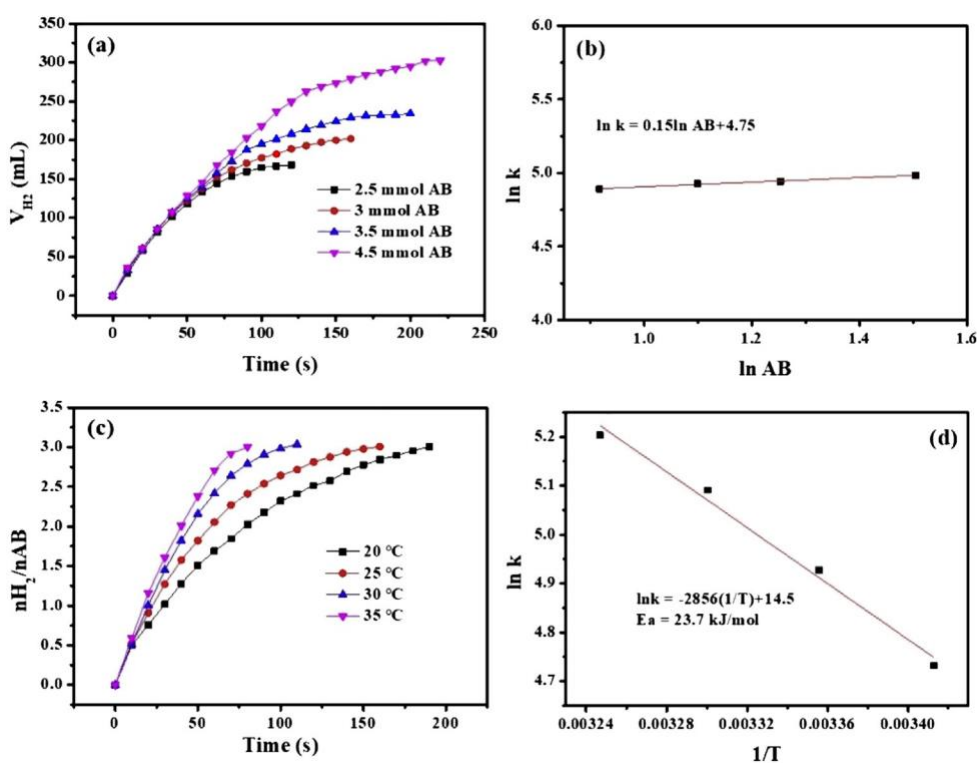 (a)
350
300
250
200
150
100
50
0
V_H2 (mL)
2.5 mmol AB
3 mmol AB
3.5 mmol AB
4.5 mmol AB
0 50 100 150 200 250
Time (s)
(b)
6.0
5.5
5.0
4.5
4.0
ln k
ln k = 0.15ln AB+4.75
1.0 1.2 1.4 1.6
ln AB
(c)
3.5
3.0
2.5
2.0
1.5
1.0
0.5
0.0
nH2/nAB
20 °C
25 °C
30 °C
35 °C
0 50 100 150 200
Time (s)
(d)
5.2
5.1
5.0
4.9
4.8
4.7
ln k
lnk = -2856(1/T)+14.5
Ea = 23.7 kJ/mol
0.00324 0.00328 0.00332 0.00336 0.00340
1/T